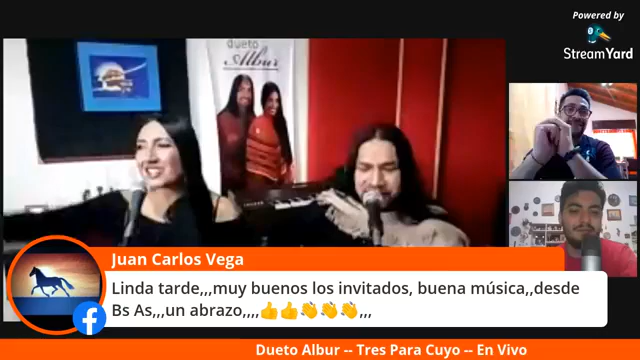 Powered by
StreamYard
dueto
Albur
Juan Carlos Vega
Linda tarde,,,muy buenos los invitados, buena música,,desde
Bs As,,,un abrazo,,,,👍👍👏👏👏,,,
Dueto Albur -- Tres Para Cuyo -- En Vivo